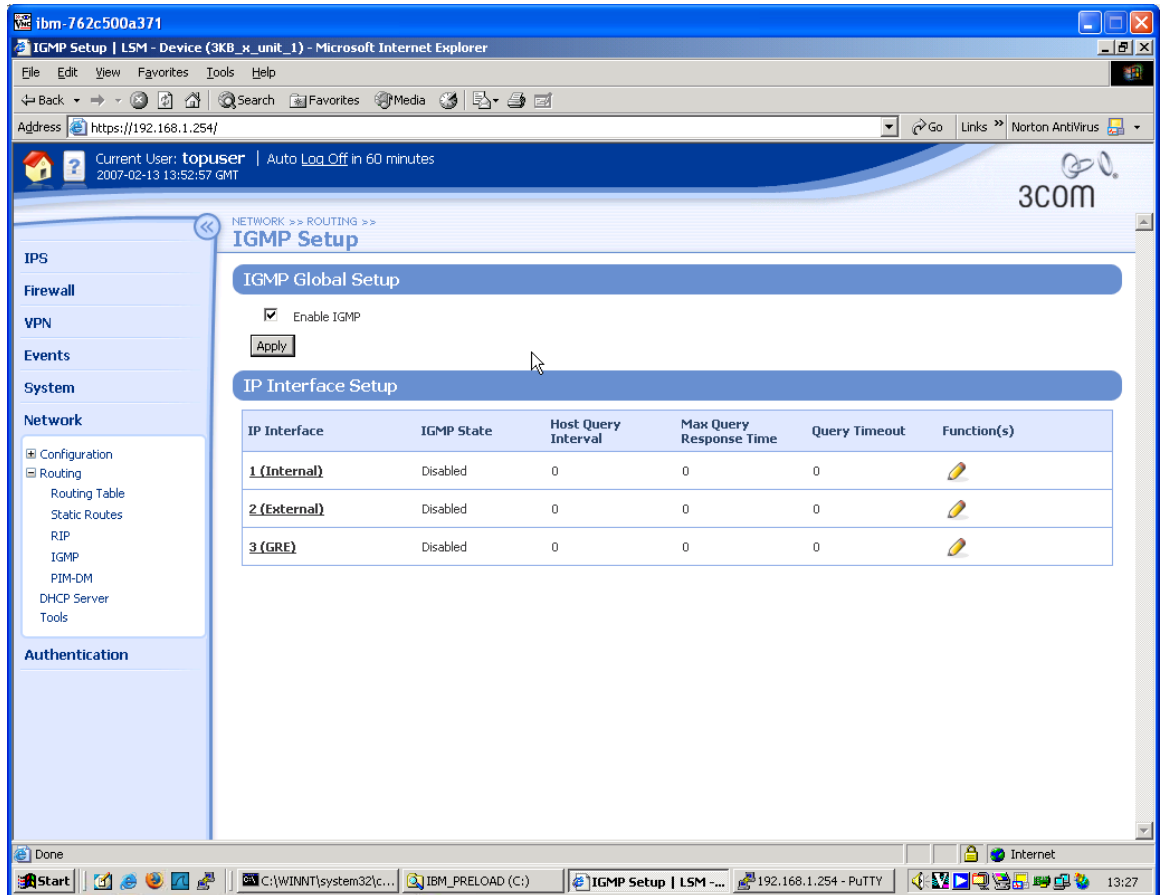 ibm-762c500a371
IGMP Setup | LSM - Device (3KB_x_unit_1) - Microsoft Internet Explorer
File Edit View Favorites Tools Help
Back Search Favorites Media
Address https://192.168.1.254/ Go Links » Norton AntiVirus
Current User: topuser | Auto Log Off in 60 minutes
2007-02-13 13:52:57 GMT
3COM
NETWORK >> ROUTING >>
IGMP Setup
IPS
Firewall
VPN
Events
System
Network
Configuration
Routing
Routing Table
Static Routes
RIP
IGMP
PIM-DM
DHCP Server
Tools
Authentication
IGMP Global Setup
Enable IGMP
Apply
IP Interface Setup
IP Interface IGMP State Host Query Interval Max Query Response Time Query Timeout Function(s)
1 (Internal) Disabled 0 0 0
2 (External) Disabled 0 0 0
3 (GRE) Disabled 0 0 0
Done Internet
Start C:\WINNT\system32\c... IBM_PRELOAD (C:) IGMP Setup | LSM -... 192.168.1.254 - PuTTY 13:27